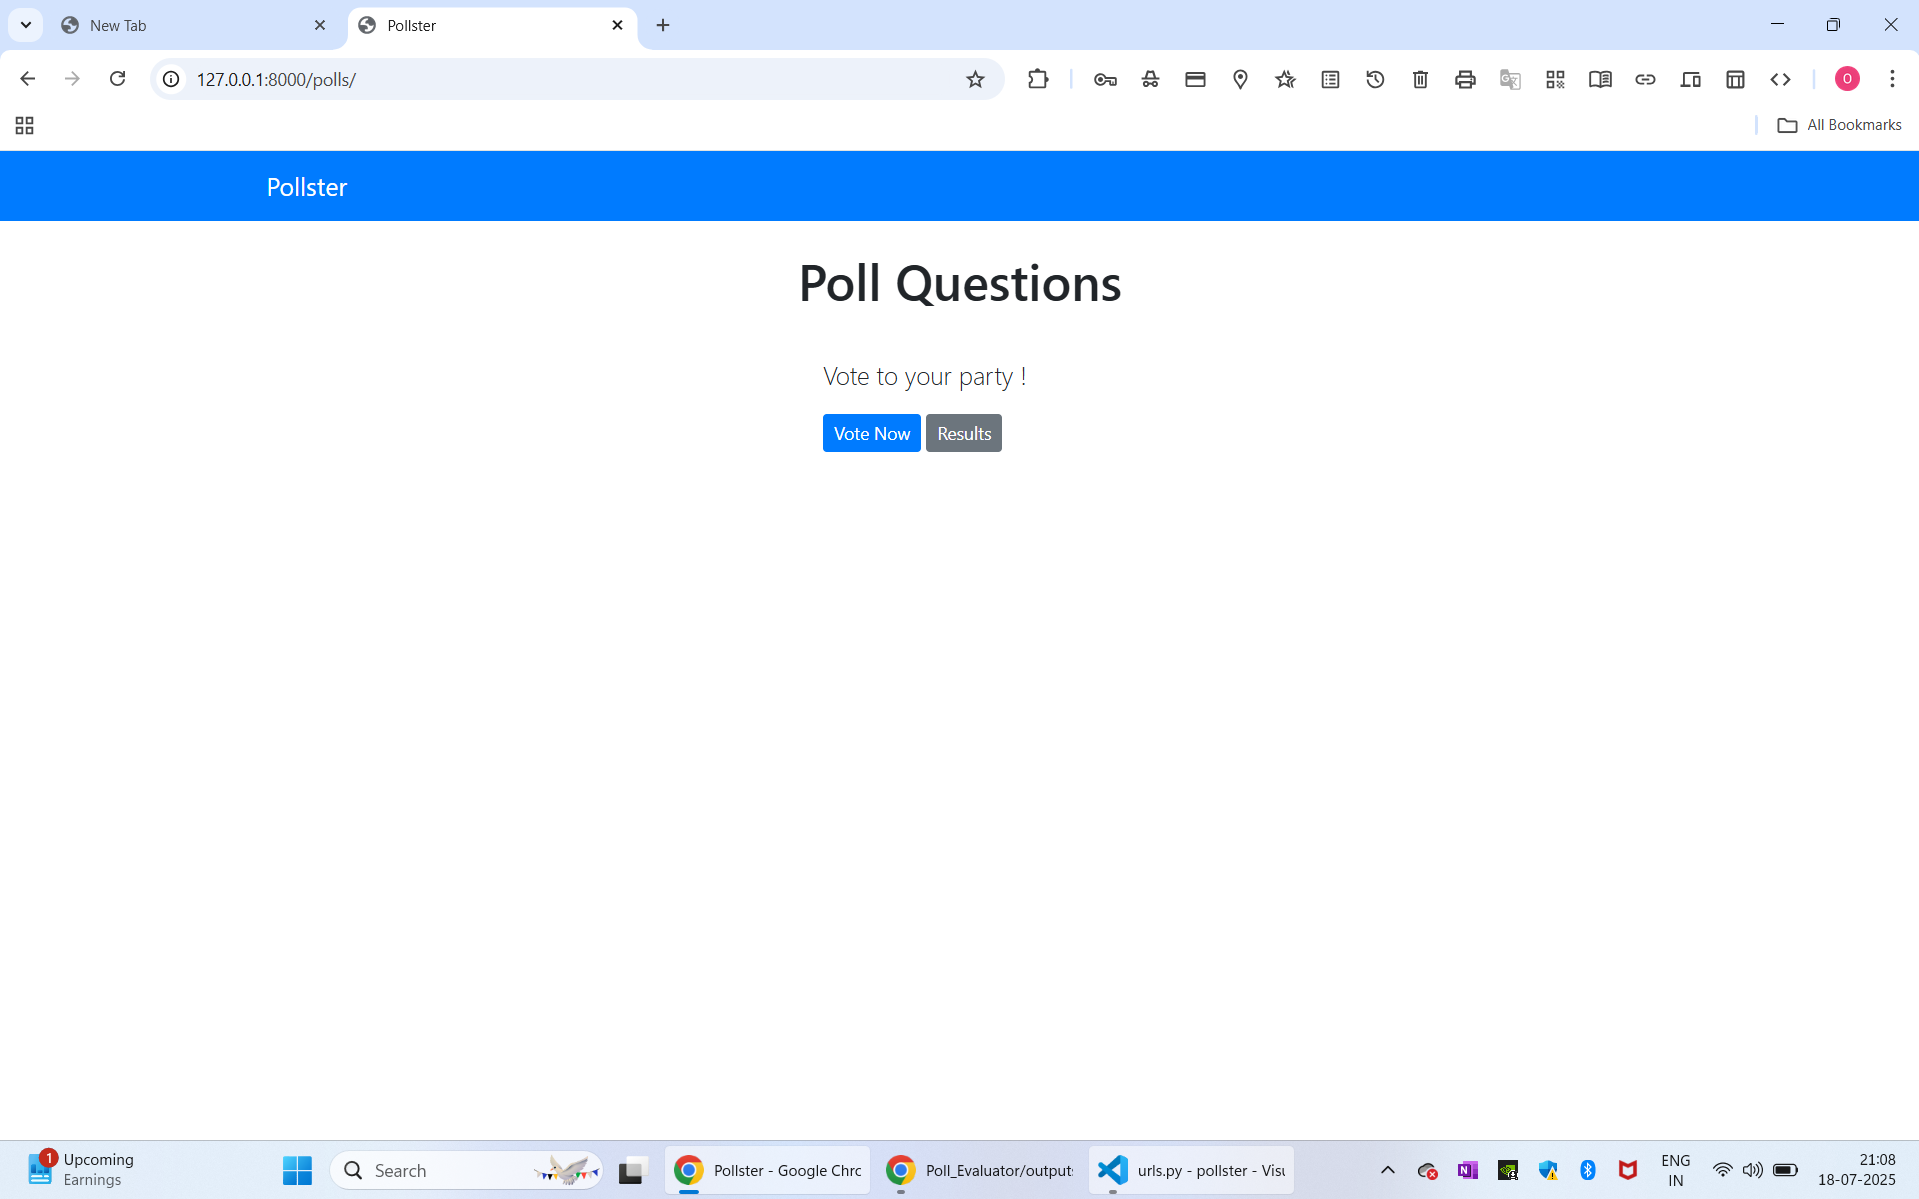 New Tab
Pollster
127.0.0.1:8000/polls/
O
All Bookmarks
Pollster
Poll Questions
Vote to your party !
Vote Now Results
1
Upcoming
Earnings
Search
Pollster - Google Chrc
Poll_Evaluator/output:
urls.py - pollster - Visu
ENG
IN
21:08
18-07-2025